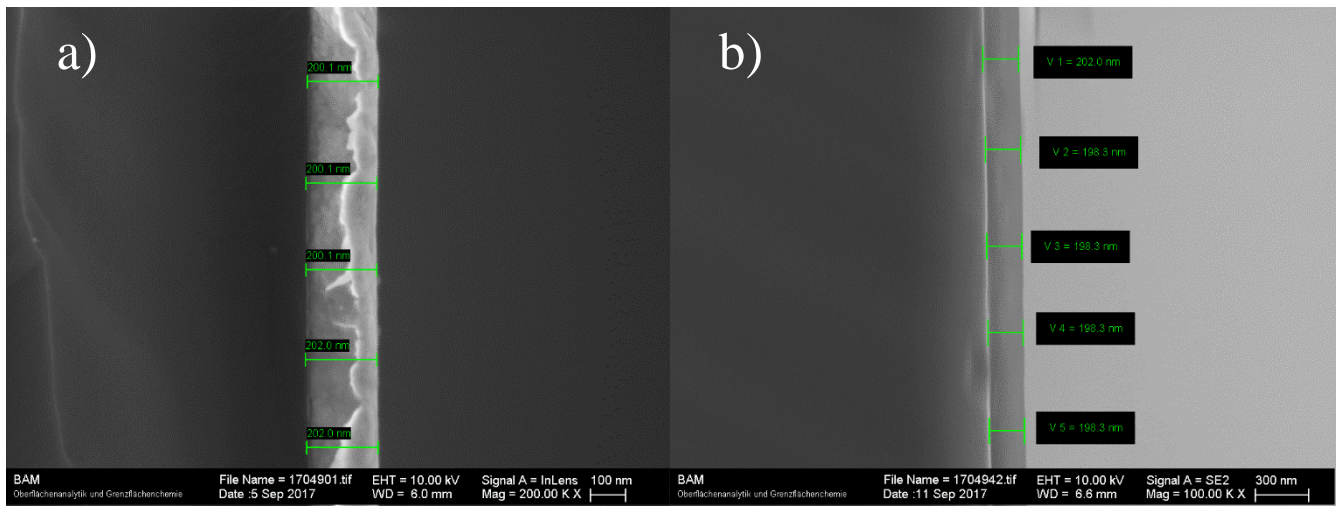 a)
200.1 nm
200.1 nm
200.1 nm
202.0 nm
202.0 nm
BAM
Oberflächenanalytik und Grenzflächenchemie
File Name = 1704901.tif
Date :5 Sep 2017
EHT = 10.00 kV
WD = 6.0 mm
Signal A = InLens
Mag = 200.00 K X
100 nm
b)
V 1 = 202.0 nm
V 2 = 198.3 nm
V 3 = 198.3 nm
V 4 = 198.3 nm
V 5 = 198.3 nm
BAM
Oberflächenanalytik und Grenzflächenchemie
File Name = 1704942.tif
Date :11 Sep 2017
EHT = 10.00 kV
WD = 6.6 mm
Signal A = SE2
Mag = 100.00 K X
300 nm